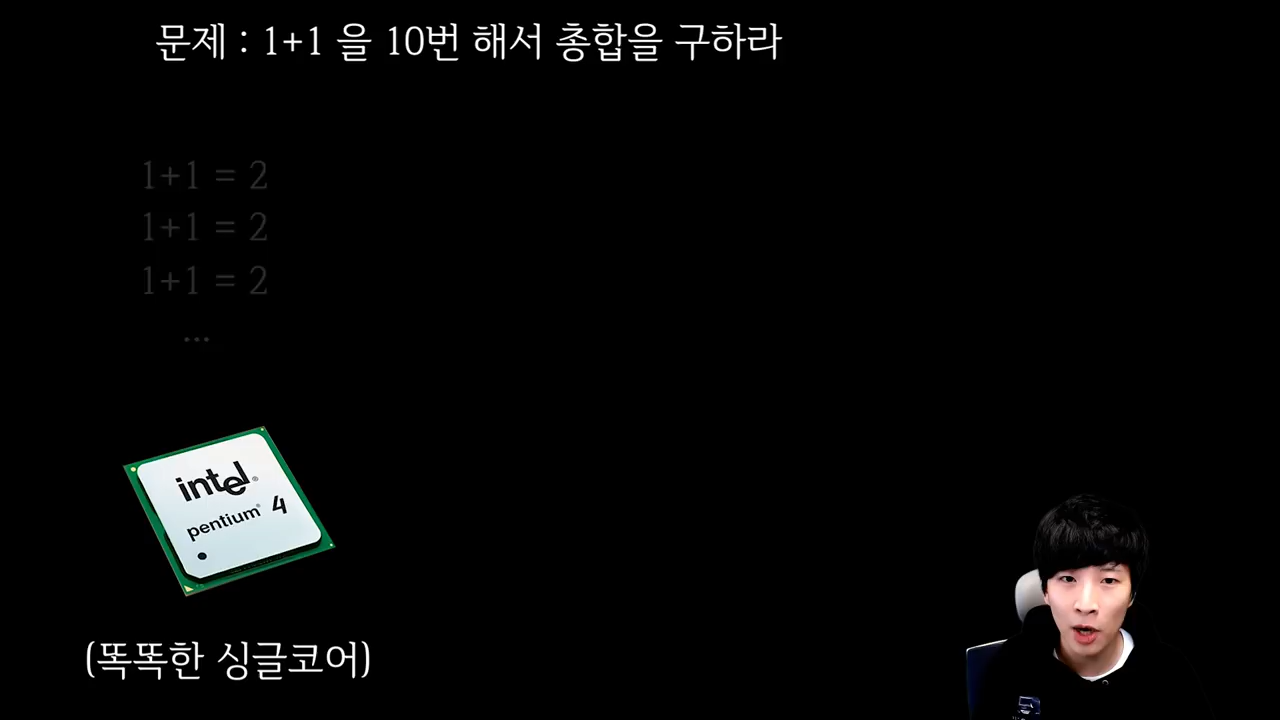 문제 : 1+1 을 10번 해서 총합을 구하라
1+1 = 2
1+1 = 2
1+1 = 2
...
intel®
pentium® 4
(똑똑한 싱글코어)